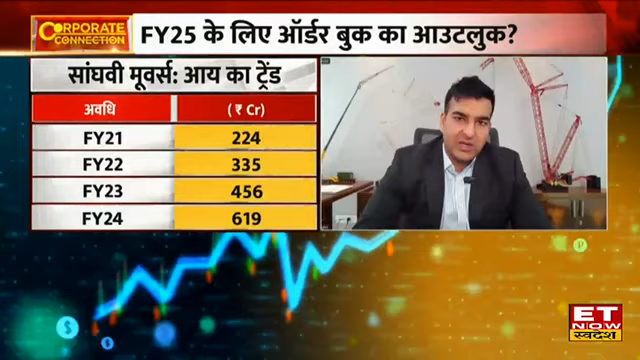 CORPORATE
CONNECTION
FY25 के लिए ऑर्डर बुक का आउटलुक?
सांघवी मूवर्स: आय का ट्रेंड
अवधि (₹ Cr)
FY21 224
FY22 335
FY23 456
FY24 619
ET
NOW
स्वदेश